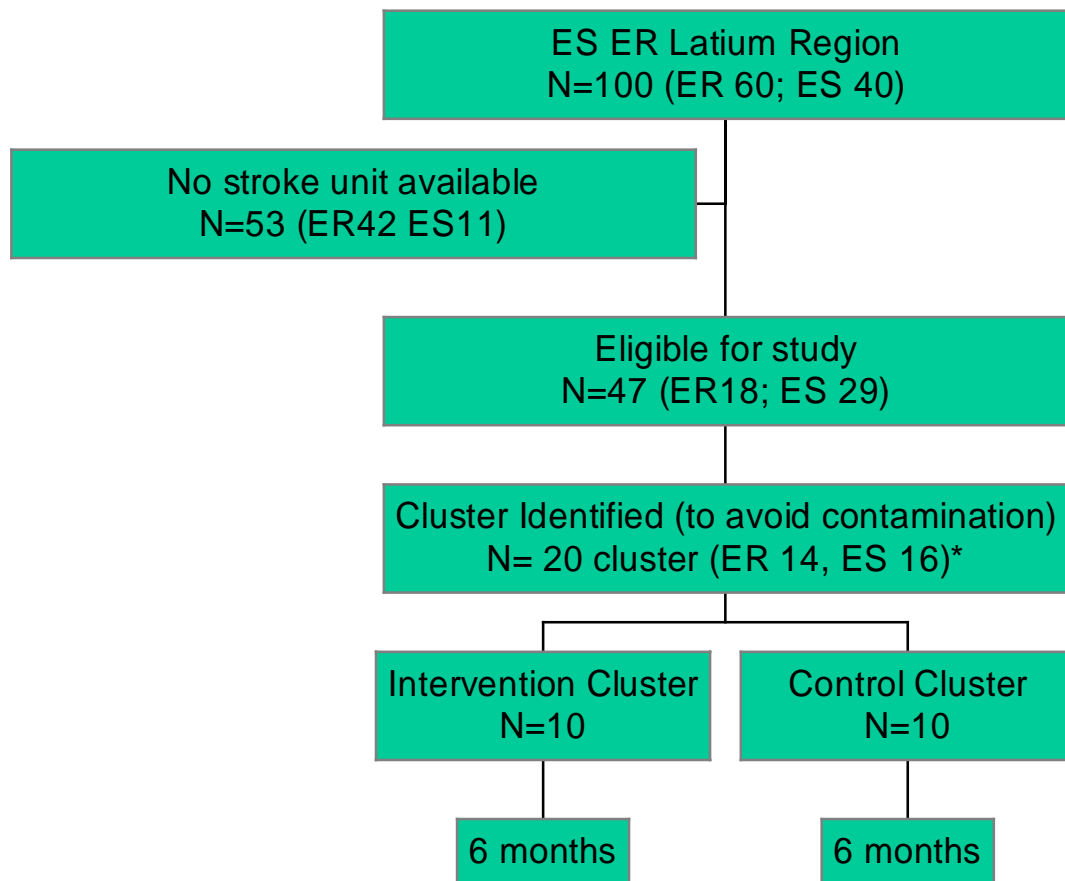 ES ER Latium Region
N=100 (ER 60; ES 40)
No stroke unit available
N=53 (ER42 ES11)
Eligible for study
N=47 (ER18; ES 29)
Cluster Identified (to avoid contamination)
N= 20 cluster (ER 14, ES 16)*
Intervention Cluster
N=10
Control Cluster
N=10
6 months
6 months